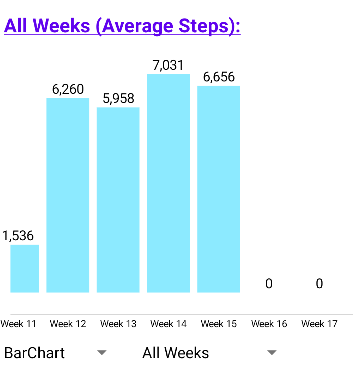 All Weeks (Average Steps):
7,031
6,656
6,260
5,958
1,536
0 0
Week 11 Week 12 Week 13 Week 14 Week 15 Week 16 Week 17
BarChart All Weeks